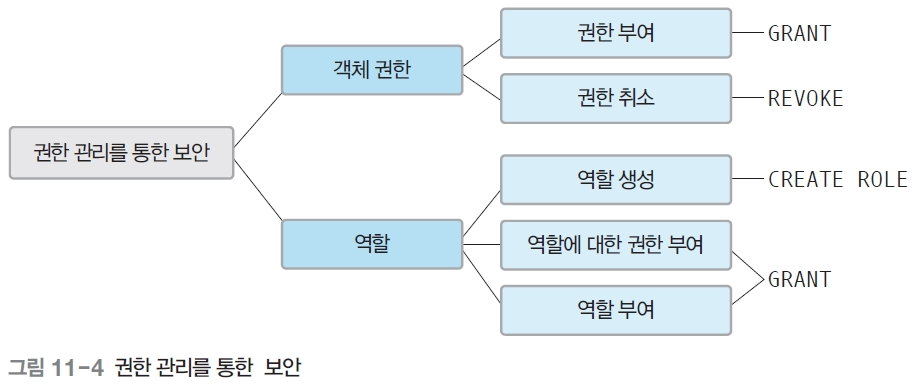 권한 부여
GRANT
객체 권한
권한 취소
REVOKE
권한 관리를 통한 보안
역할 생성
CREATE ROLE
역할
역할에 대한 권한 부여
GRANT
역할 부여
그림 11-4 권한 관리를 통한 보안